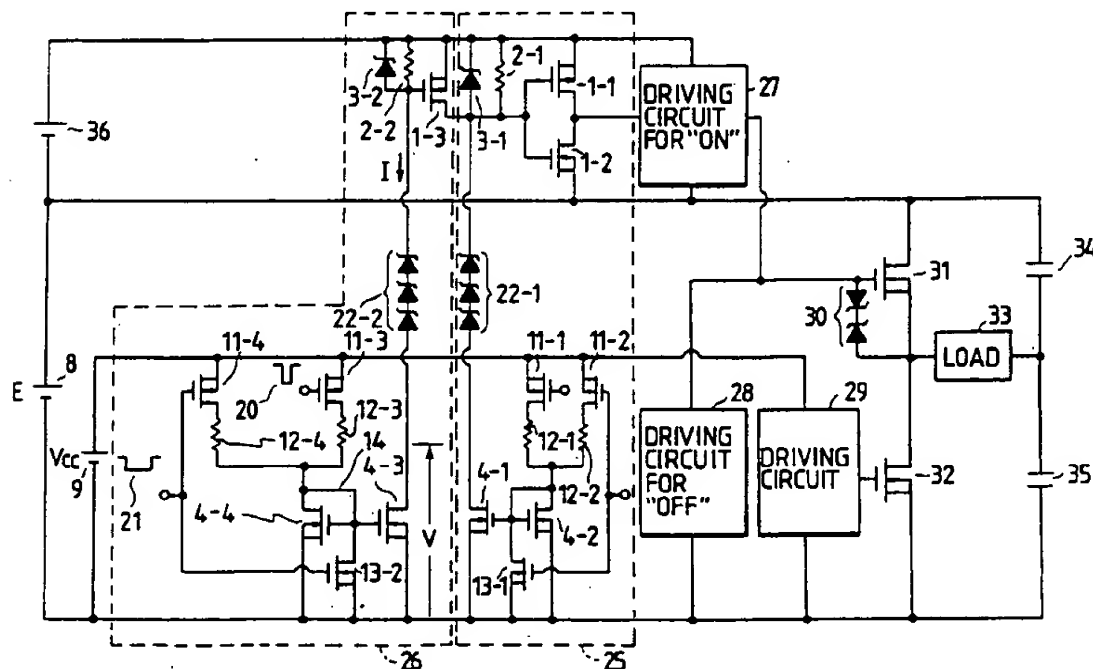 3-2
2-2
1-3
3-1
2-1
1-1
1-2
DRIVING
CIRCUIT
FOR "ON"
27
36
I
22-2
22-1
34
31
30
33
LOAD
11-4
11-3
11-1
11-2
8
E
20
12-3
12-4
12-1
12-2
28
29
DRIVING
CIRCUIT
FOR
"OFF"
DRIVING
CIRCUIT
32
35
Vcc
9
21
14
4-3
4-4
V
4-1
4-2
13-2
13-1
26
25